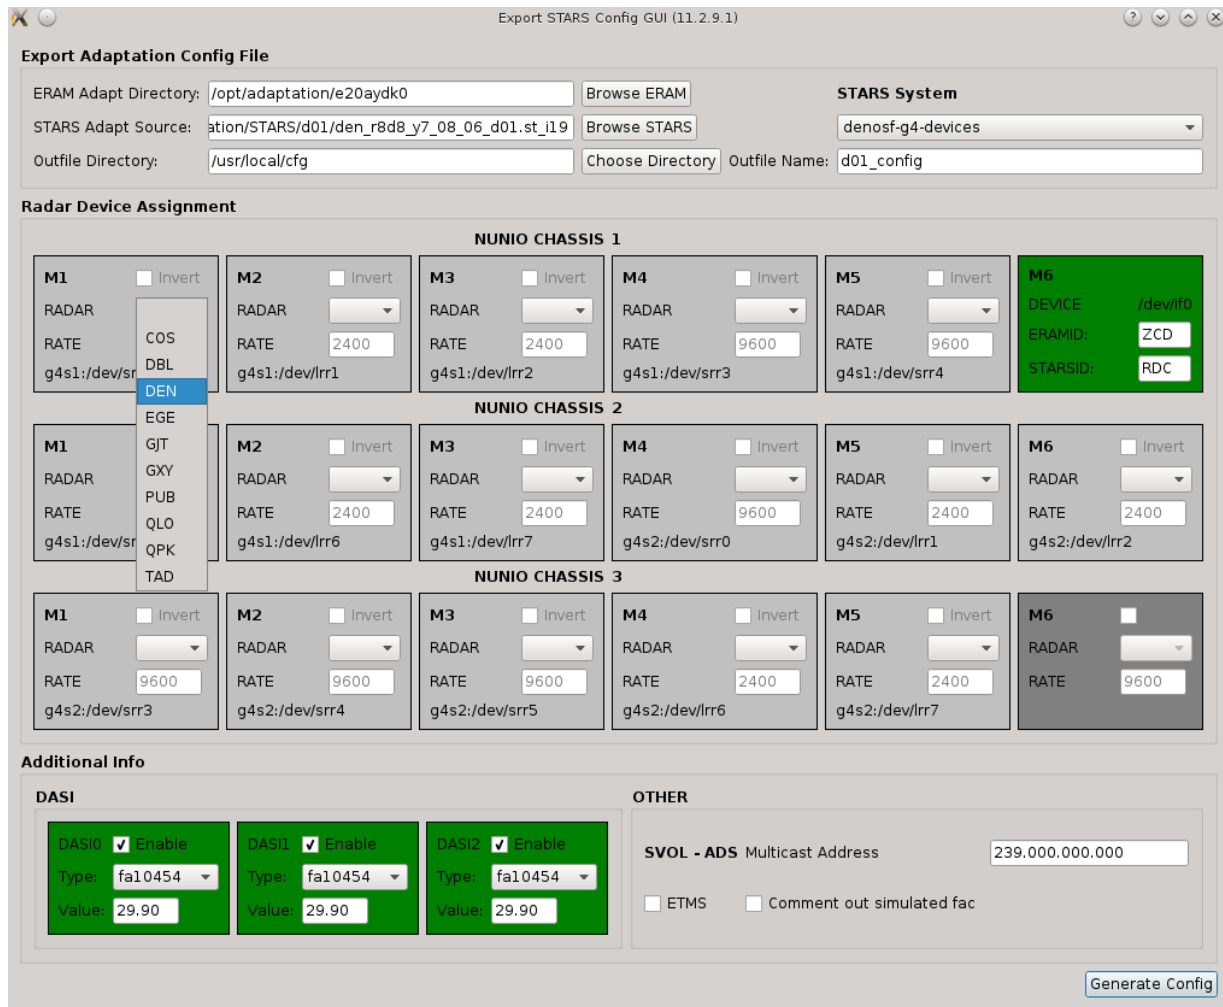 Export STARS Config GUI (11.2.9.1)
Export Adaptation Config File
ERAM Adapt Directory: /opt/adaptation/e20aydk0 Browse ERAM STARS System
STARS Adapt Source: ation/STARS/d01/den_r8d8_y7_08_06_d01.st_i19 Browse STARS denosf-g4-devices
Outfile Directory: /usr/local/cfg Choose Directory Outfile Name: d01_config
Radar Device Assignment
NUNIO CHASSIS 1
M1 Invert M2 Invert M3 Invert M4 Invert M5 Invert M6
RADAR RADAR RADAR RADAR RADAR DEVICE /dev/if0
RATE RATE 2400 RATE 2400 RATE 9600 RATE 9600 ERAMID: ZCD
g4s1:/dev/sr g4s1:/dev/lrr1 g4s1:/dev/lrr2 g4s1:/dev/srr3 g4s1:/dev/srr4 STARSID: RDC
COS
DBL
DEN
EGE
GJT
GXY
PUB
QLO
QPK
TAD
NUNIO CHASSIS 2
M1 M2 Invert M3 Invert M4 Invert M5 Invert M6 Invert
RADAR RADAR RADAR RADAR RADAR RADAR
RATE RATE 2400 RATE 2400 RATE 9600 RATE 2400 RATE 2400
g4s1:/dev/sr g4s1:/dev/lrr6 g4s1:/dev/lrr7 g4s2:/dev/srr0 g4s2:/dev/lrr1 g4s2:/dev/lrr2
NUNIO CHASSIS 3
M1 Invert M2 Invert M3 Invert M4 Invert M5 Invert M6
RADAR RADAR RADAR RADAR RADAR RADAR
RATE 9600 RATE 9600 RATE 9600 RATE 2400 RATE 2400 RATE 9600
g4s2:/dev/srr3 g4s2:/dev/srr4 g4s2:/dev/srr5 g4s2:/dev/lrr6 g4s2:/dev/lrr7
Additional Info
DASI OTHER
DASI0 Enable DASI1 Enable DASI2 Enable
Type: fa10454 Type: fa10454 Type: fa10454
Value: 29.90 Value: 29.90 Value: 29.90
SVOL - ADS Multicast Address 239.000.000.000
ETMS Comment out simulated fac
Generate Config